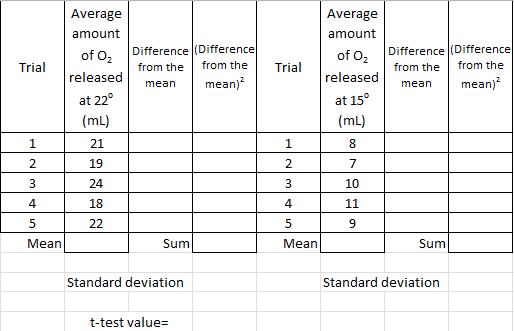 Trial | Average amount of O₂ released at 22⁰ (mL) | Difference from the mean | (Difference from the mean)² | Trial | Average amount of O₂ released at 15⁰ (mL) | Difference from the mean | (Difference from the mean)²
1 21 1 8
2 19 2 7
3 24 3 10
4 18 4 11
5 22 5 9
Mean Sum Mean Sum
Standard deviation Standard deviation
t-test value=